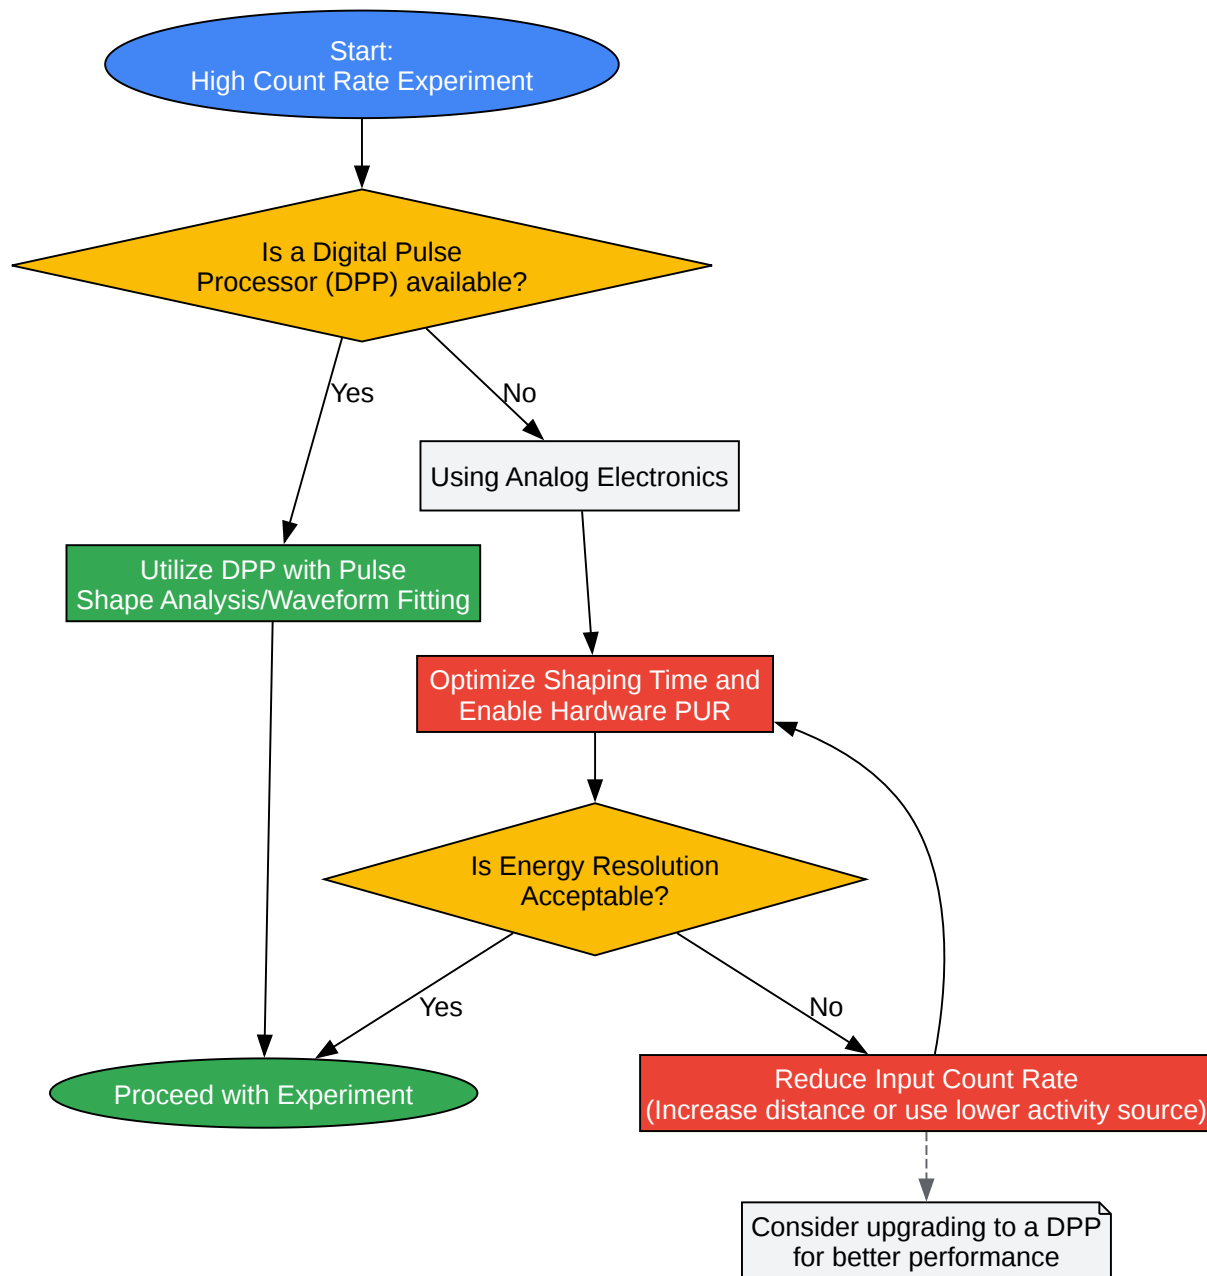 Start:
High Count Rate Experiment
Is a Digital Pulse
Processor (DPP) available?
Yes
No
Using Analog Electronics
Utilize DPP with Pulse
Shape Analysis/Waveform Fitting
Optimize Shaping Time and
Enable Hardware PUR
Is Energy Resolution
Acceptable?
Yes
No
Proceed with Experiment
Reduce Input Count Rate
(Increase distance or use lower activity source)
Consider upgrading to a DPP
for better performance